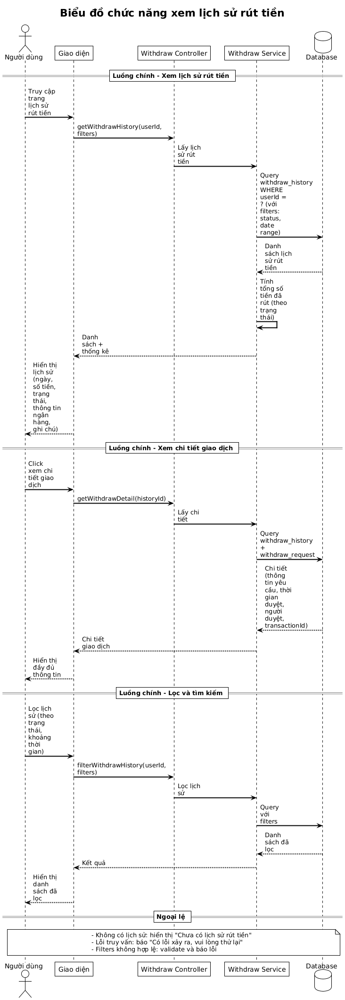 Biểu đồ chức năng xem lịch sử rút tiền
Người dùng
Giao diện
Withdraw Controller
Withdraw Service
Database
Luồng chính - Xem lịch sử rút tiền
Truy cập
trang
lịch sử
rút tiền
getWithdrawHistory(userId,
filters)
Lấy lịch
sử rút
tiền
Query
withdraw_history
WHERE
userId =
? (với
filters:
status,
date
range)
Danh
sách lịch
sử rút
tiền
Tính
tổng số
tiền đã
rút (theo
trạng
thái)
Danh
sách +
thống kê
Hiển thị
lịch sử
(ngày,
số tiền,
trạng
thái,
thông tin
ngân
hàng,
ghi chú)
Luồng chính - Xem chi tiết giao dịch
Click
xem chi
tiết giao
dịch
getWithdrawDetail(historyId)
Lấy chi
tiết
Query
withdraw_history
+
withdraw_request
Chi tiết
(thông
tin yêu
cầu, thời
gian
duyệt,
người
duyệt,
transactionId)
Chi tiết
giao dịch
Hiển thị
đầy đủ
thông tin
Luồng chính - Lọc và tìm kiếm
Lọc lịch
sử (theo
trạng
thái,
khoảng
thời
gian)
filterWithdrawHistory(userId,
filters)
Lọc lịch
sử
Query
với
filters
Danh
sách đã
lọc
Kết quả
Hiển thị
danh
sách đã
lọc
Ngoại lệ
- Không có lịch sử: hiển thị "Chưa có lịch sử rút tiền"
- Lỗi truy vấn: báo "Có lỗi xảy ra, vui lòng thử lại"
- Filters không hợp lệ: validate và báo lỗi
Người dùng
Giao diện
Withdraw Controller
Withdraw Service
Database